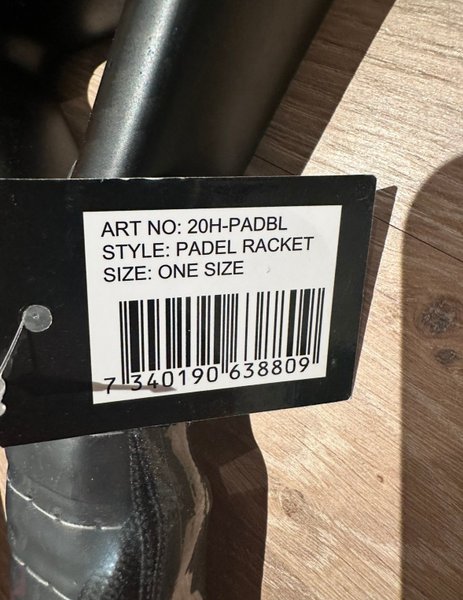 ART NO: 20H-PADBL
STYLE: PADEL RACKET
SIZE: ONE SIZE
7 340190 638809